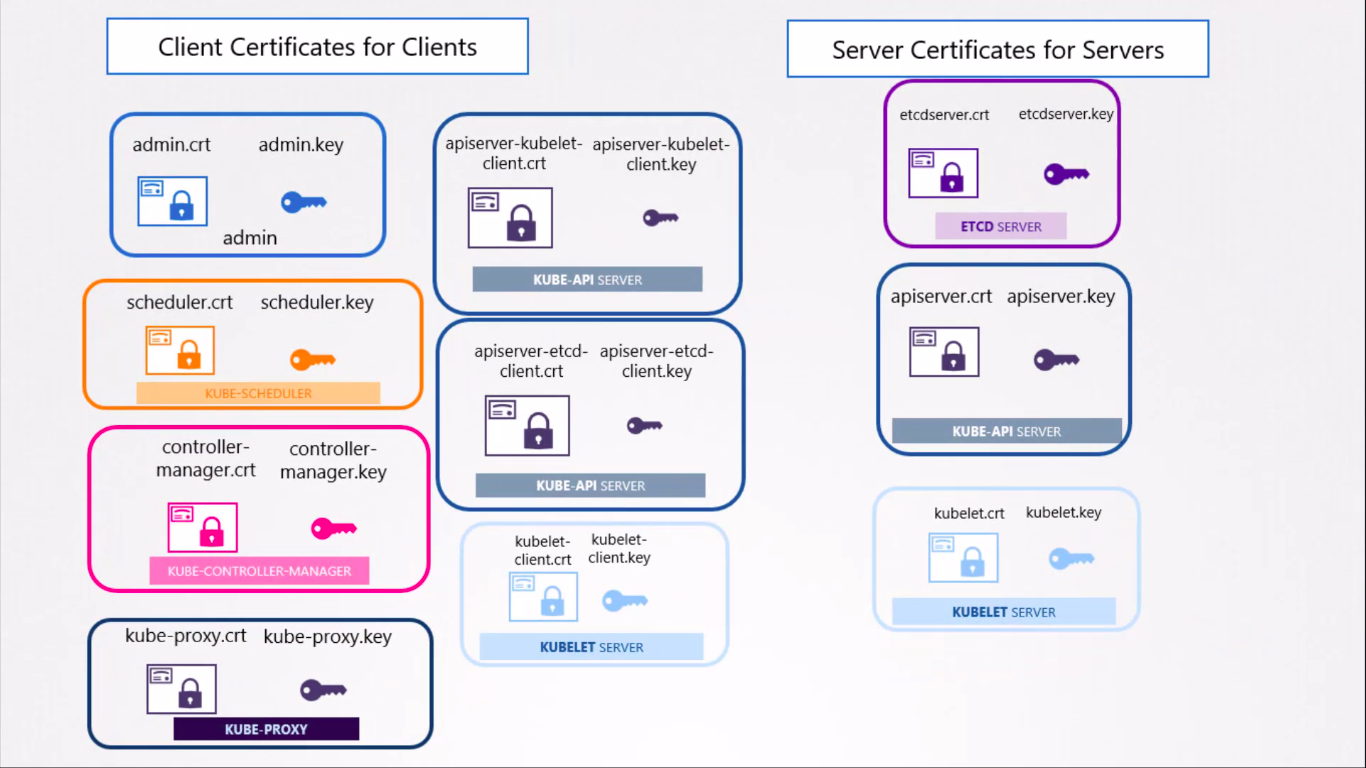 Client Certificates for Clients
Server Certificates for Servers
admin.crt
admin.key
admin
scheduler.crt
scheduler.key
KUBE-SCHEDULER
controller-
manager.crt
controller-
manager.key
KUBE-CONTROLLER-MANAGER
kube-proxy.crt
kube-proxy.key
KUBE-PROXY
apiserver-kubelet-
client.crt
apiserver-kubelet-
client.key
KUBE-API SERVER
apiserver-etcd-
client.crt
apiserver-etcd-
client.key
KUBE-API SERVER
kubelet-
client.crt
kubelet-
client.key
KUBELET SERVER
etcdserver.crt
etcdserver.key
ETCD SERVER
apiserver.crt
apiserver.key
KUBE-API SERVER
kubelet.crt
kubelet.key
KUBELET SERVER